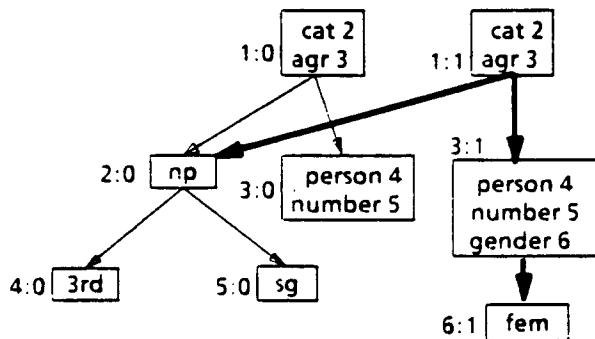 1:0
cat 2
agr 3
1:1
cat 2
agr 3
2:0
np
3:0
person 4
number 5
3:1
person 4
number 5
gender 6
4:0
3rd
5:0
sg
6:1
fem